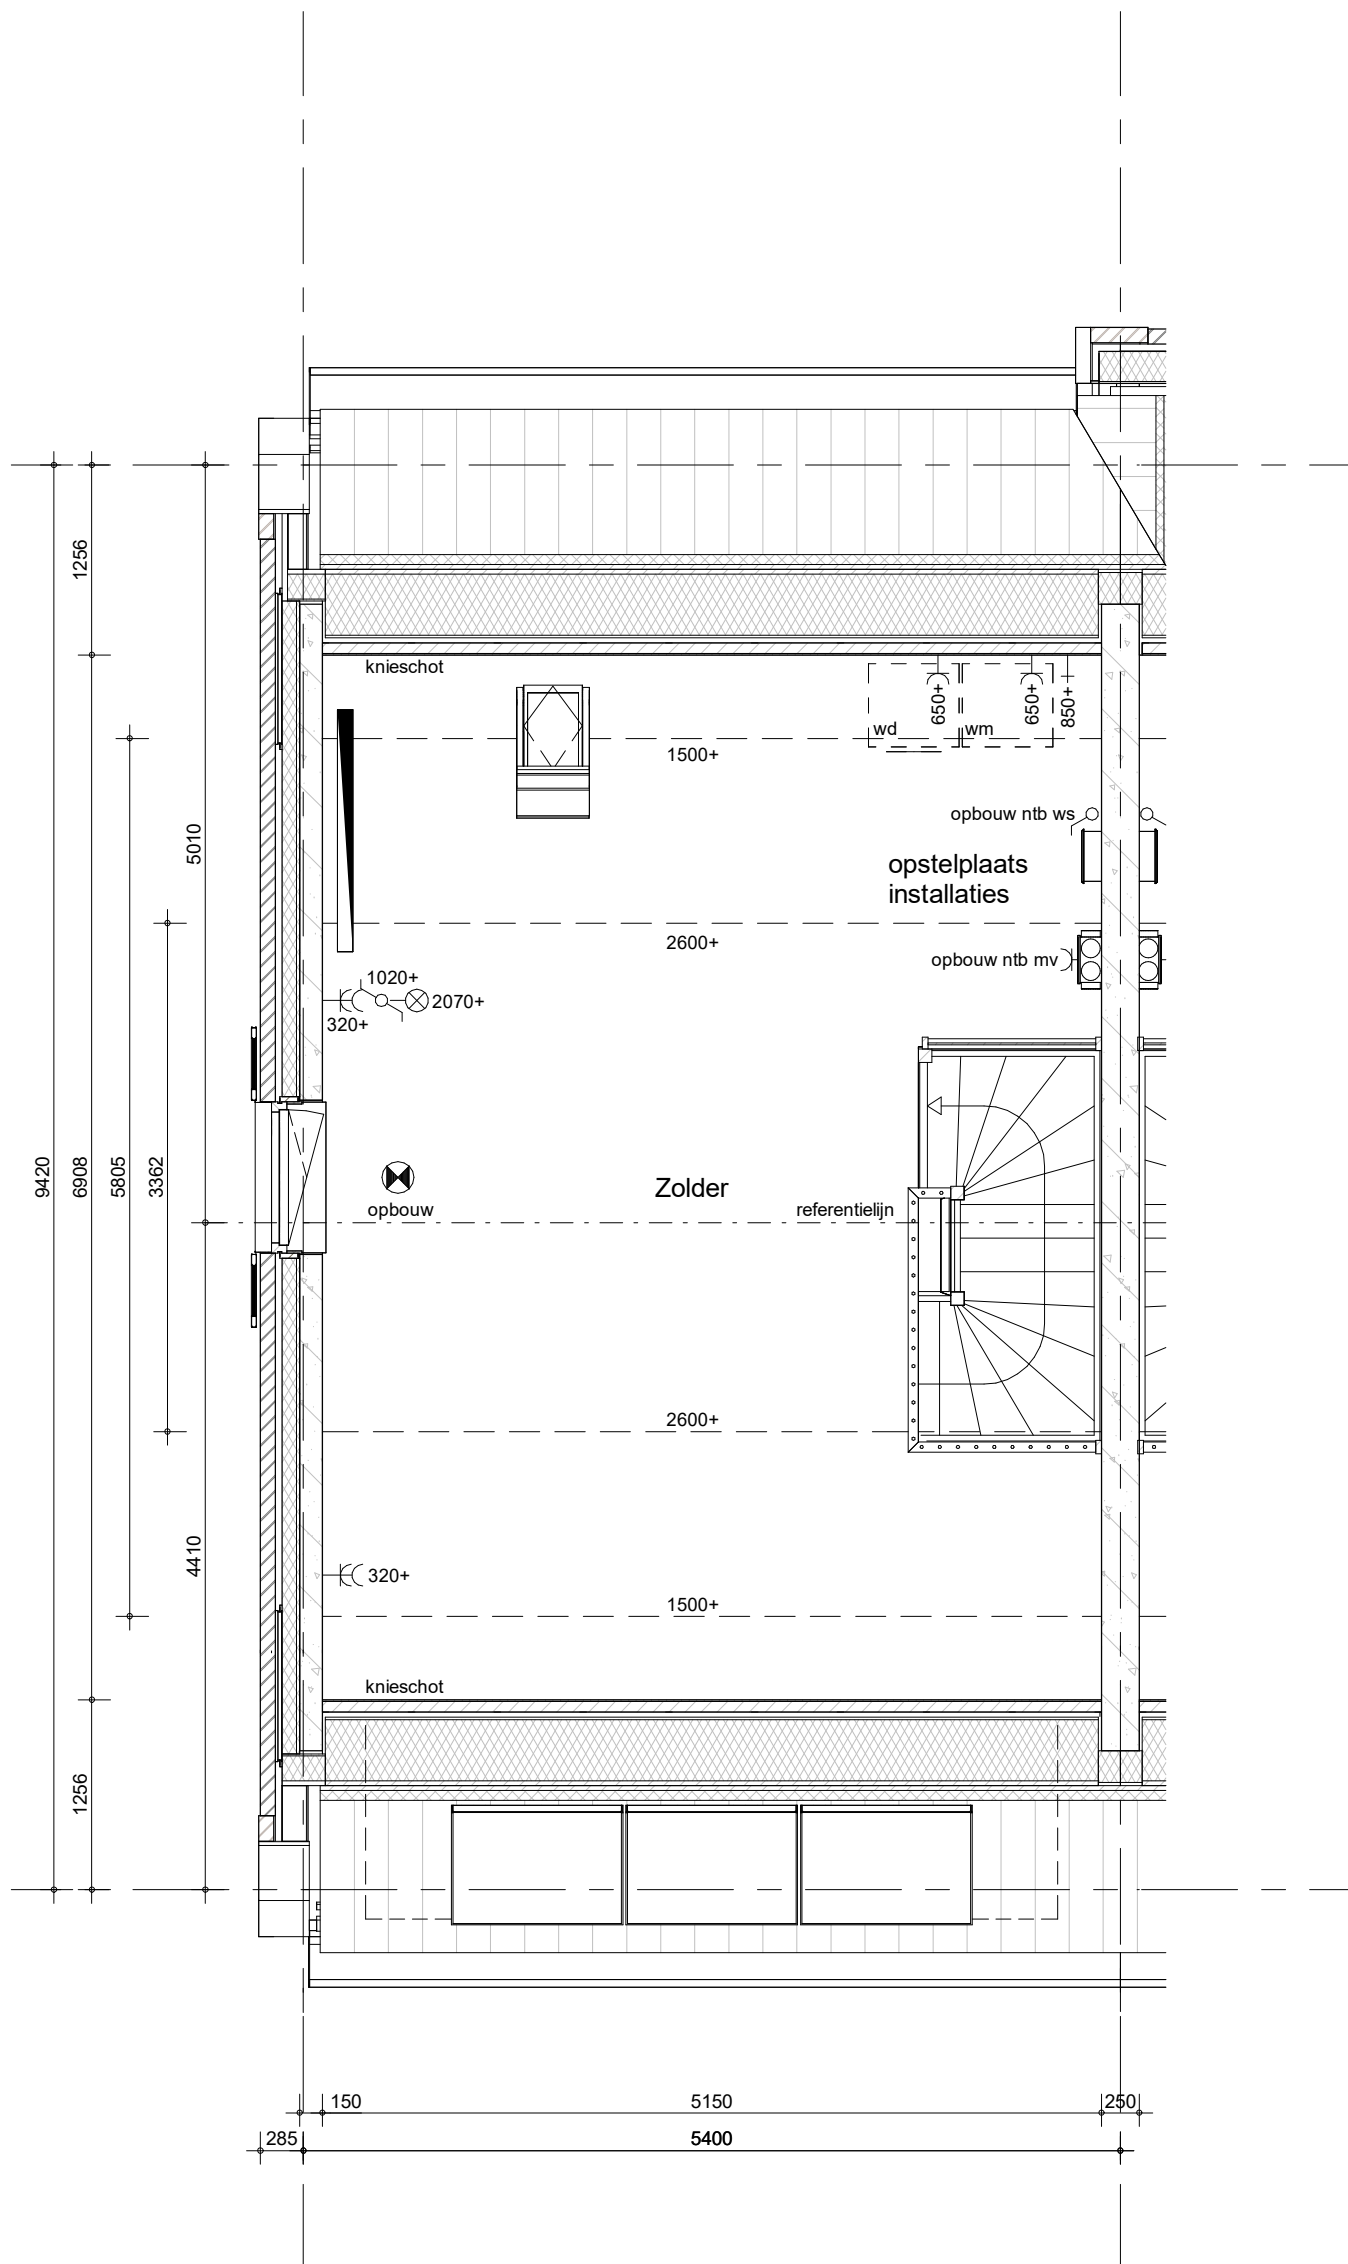 1256
knieschot
650+
650+
850+
wd
wm
1500+
opbouw ntb ws
5010
opstelplaats
installaties
2600+
opbouw ntb mv
1020+
2070+
320+
9420
6908
5805
3362
Zolder
opbouw
referentielijn
2600+
4410
320+
1500+
knieschot
1256
150
5150
250
285
5400